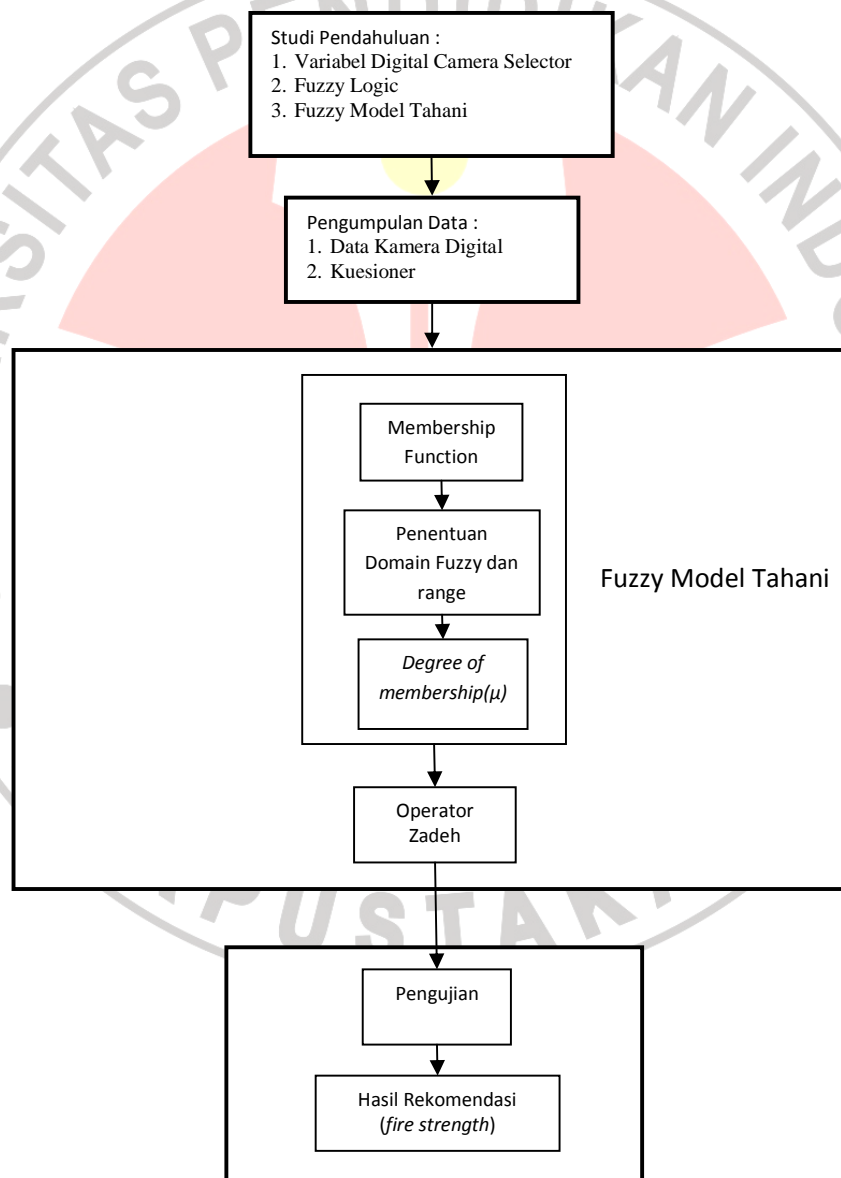 Studi Pendahuluan :
1. Variabel Digital Camera Selector
2. Fuzzy Logic
3. Fuzzy Model Tahani
Pengumpulan Data :
1. Data Kamera Digital
2. Kuesioner
Membership
Function
Penentuan
Domain Fuzzy dan
range
Fuzzy Model Tahani
Degree of
membership(μ)
Operator
Zadeh
Pengujian
Hasil Rekomendasi
(fire strength)